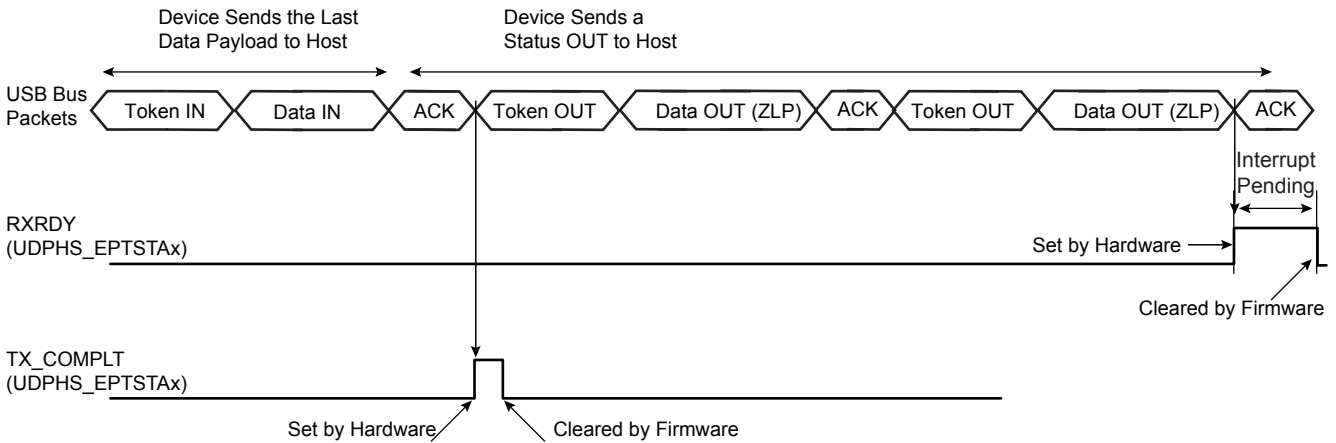 Device Sends the Last
Data Payload to Host
Device Sends a
Status OUT to Host
USB Bus
Packets
Token IN
Data IN
ACK
Token OUT
Data OUT (ZLP)
ACK
Token OUT
Data OUT (ZLP)
ACK
Interrupt
Pending
RXRDY
(UDPHS_EPTSTAx)
Set by Hardware
Cleared by Firmware
TX_COMPLT
(UDPHS_EPTSTAx)
Set by Hardware
Cleared by Firmware